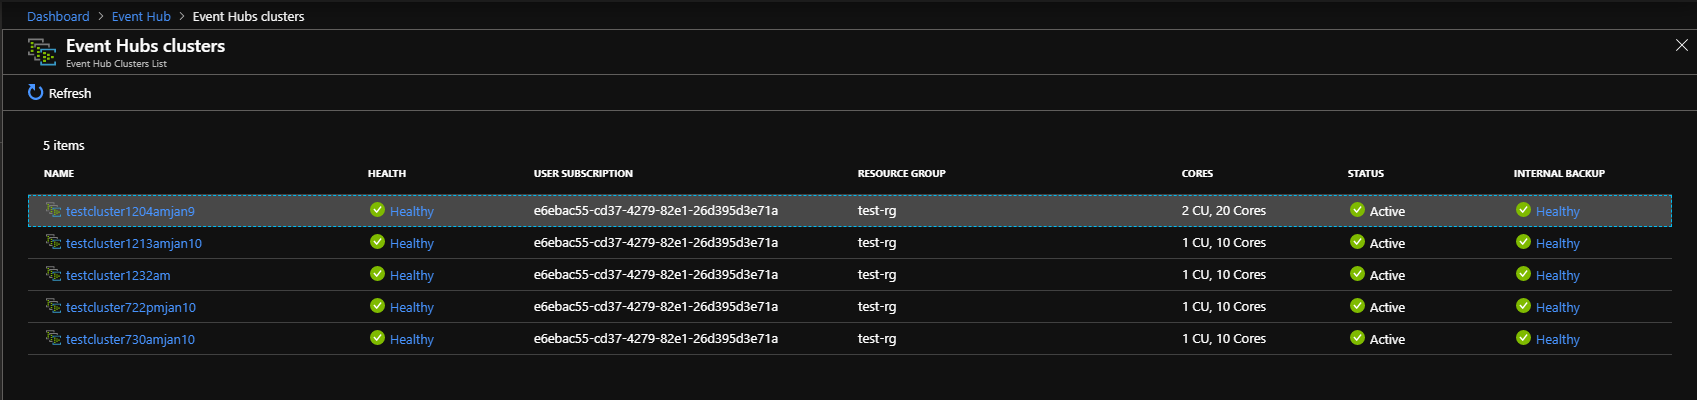 Dashboard > Event Hub > Event Hubs clusters
Event Hubs clusters
Event Hub Clusters List
Refresh
5 items
NAME HEALTH USER SUBSCRIPTION RESOURCE GROUP CORES STATUS INTERNAL BACKUP
testcluster1204amjan9 Healthy e6ebac55-cd37-4279-82e1-26d395d3e71a test-rg 2 CU, 20 Cores Active Healthy
testcluster1213amjan10 Healthy e6ebac55-cd37-4279-82e1-26d395d3e71a test-rg 1 CU, 10 Cores Active Healthy
testcluster1232am Healthy e6ebac55-cd37-4279-82e1-26d395d3e71a test-rg 1 CU, 10 Cores Active Healthy
testcluster722pmjan10 Healthy e6ebac55-cd37-4279-82e1-26d395d3e71a test-rg 1 CU, 10 Cores Active Healthy
testcluster730amjan10 Healthy e6ebac55-cd37-4279-82e1-26d395d3e71a test-rg 1 CU, 10 Cores Active Healthy